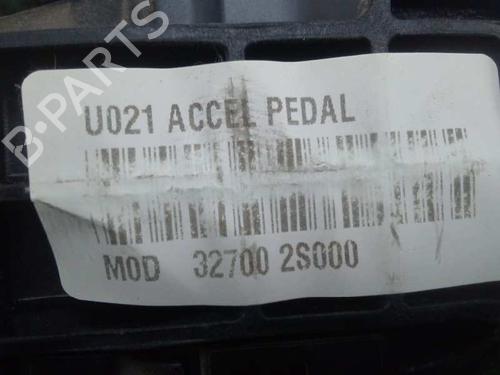 B-PARTS
U021 ACCEL PEDAL
MOD 32700 2S000